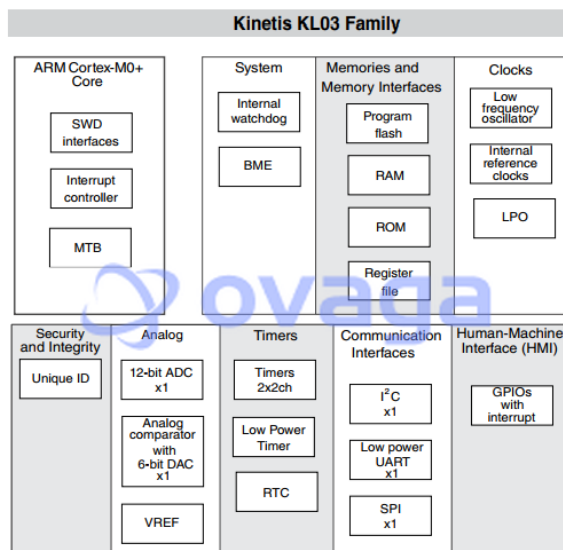 Kinetis KL03 Family
ARM Cortex-M0+
Core
SWD
interfaces
Interrupt
controller
MTB
System
Internal
watchdog
BME
Memories and
Memory Interfaces
Program
flash
RAM
ROM
Register
file
Clocks
Low
frequency
oscillator
Internal
reference
clocks
LPO
ovaga
Security
and Integrity
Unique ID
Analog
12-bit ADC
x1
Analog
comparator
with
6-bit DAC
x1
VREF
Timers
Timers
2x2ch
Low Power
Timer
RTC
Communication
Interfaces
I²C
x1
Low power
UART
x1
SPI
x1
Human-Machine
Interface (HMI)
GPIOs
with
interrupt